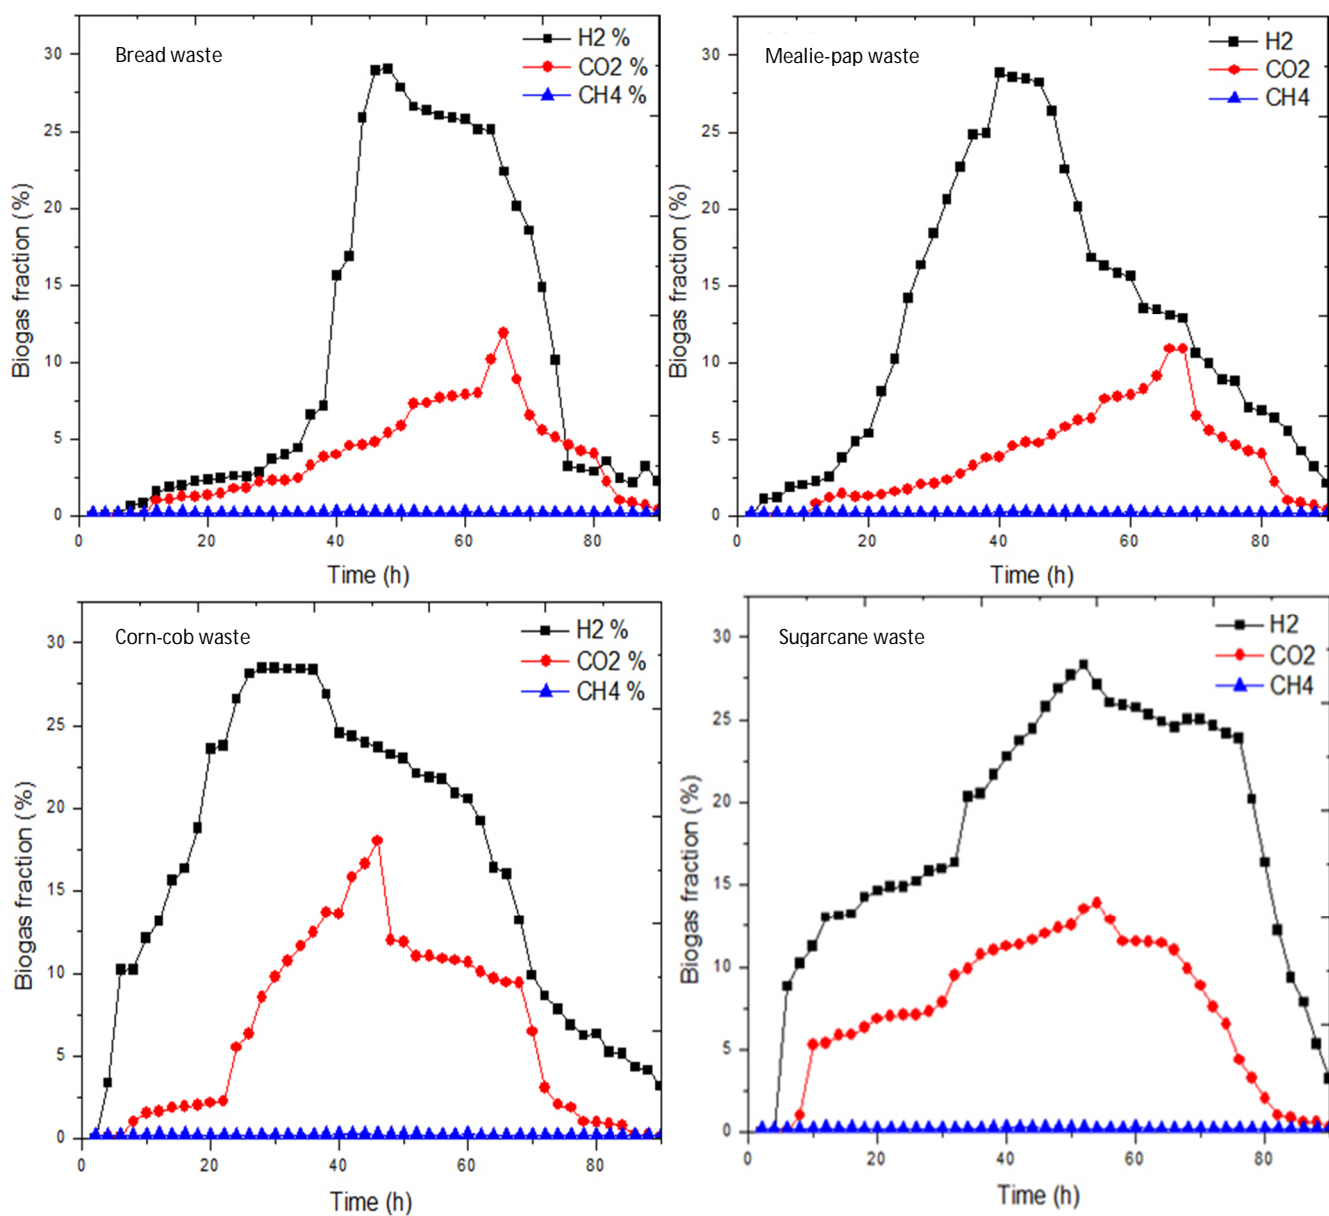 Bread waste
H2 %
CO2 %
CH4 %
30
25
20
15
10
5
0
Biogas fraction (%)
0 20 40 60 80
Time (h)
Mealie-pap waste
H2
CO2
CH4
30
25
20
15
10
5
0
Biogas fraction (%)
0 20 40 60 80
Time (h)
Corn-cob waste
H2 %
CO2 %
CH4 %
30
25
20
15
10
5
0
Biogas fraction (%)
0 20 40 60 80
Time (h)
Sugarcane waste
H2
CO2
CH4
30
25
20
15
10
5
0
Biogas fraction (%)
0 20 40 60 80
Time (h)